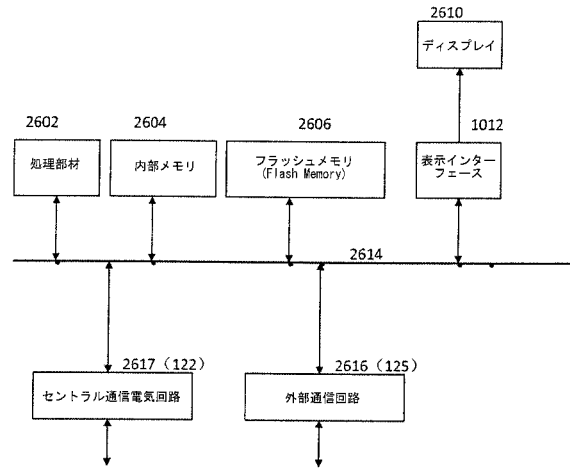 2610
ディスプレイ
2602
2604
2606
1012
処理部材
内部メモリ
フラッシュメモリ
(Flash Memory)
表示インター
フェース
2614
2617（122）
2616（125）
セントラル通信電気回路
外部通信回路